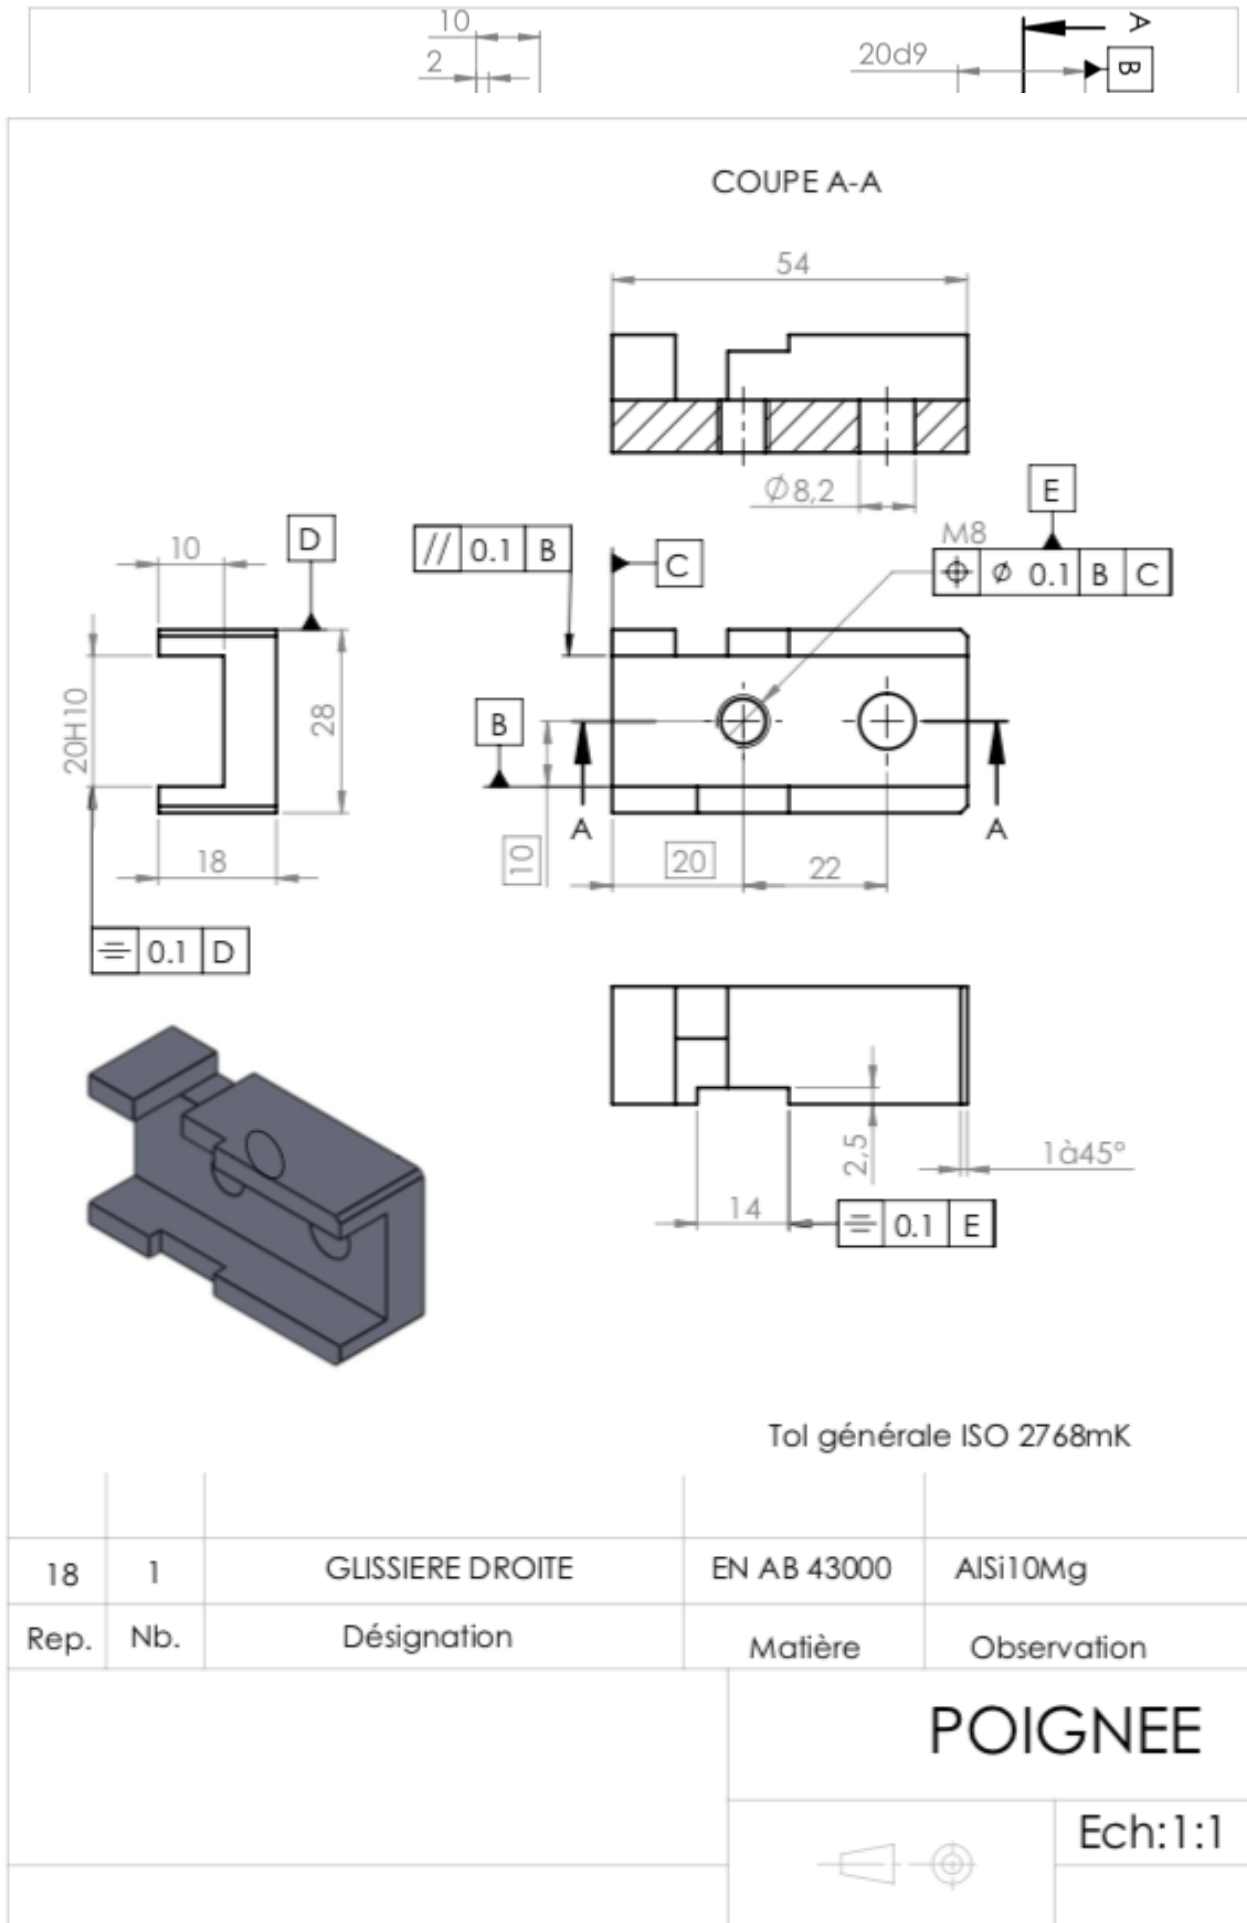 10
A
20d9
2
B
COUPE A-A
54
Ø8,2
E
M8
⌖ Ø 0.1 B C
D
10
// 0.1 B
C
20H10
28
B
A
A
10
20
22
18
⌯ 0.1 D
2,5
1à45°
14
⌯ 0.1 E
Tol générale ISO 2768mK
18 1 GLISSIERE DROITE EN AB 43000 AlSi10Mg
Rep. Nb. Désignation Matière Observation
POIGNEE
Ech:1:1